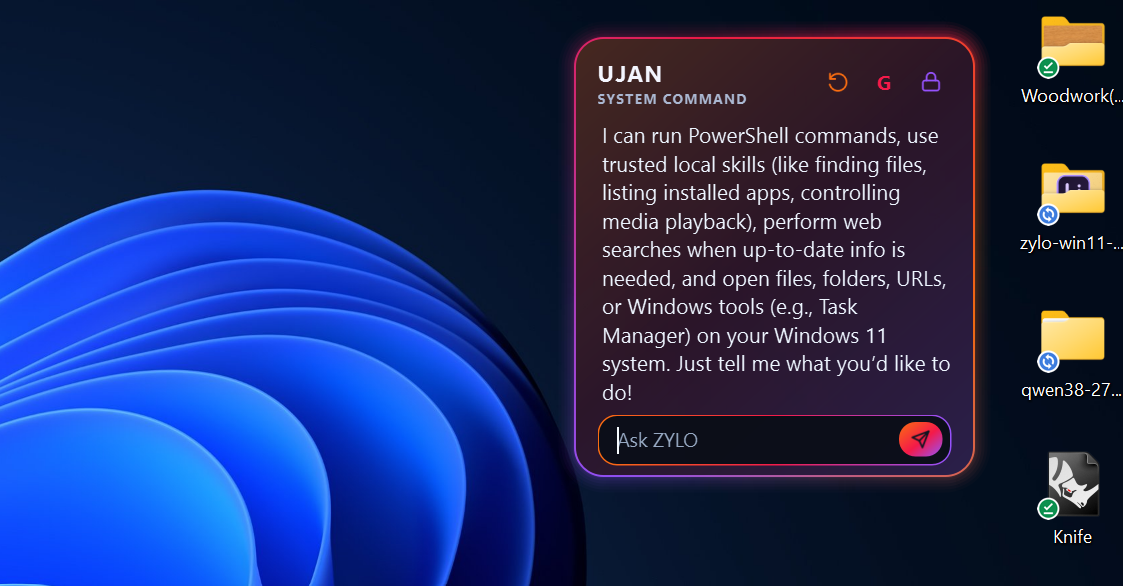 UJAN
SYSTEM COMMAND
G
I can run PowerShell commands, use
trusted local skills (like finding files,
listing installed apps, controlling
media playback), perform web
searches when up-to-date info is
needed, and open files, folders, URLs,
or Windows tools (e.g., Task
Manager) on your Windows 11
system. Just tell me what you’d like to
do!
Ask ZYLO
Woodwork(...
zylo-win11-...
qwen38-27...
Knife